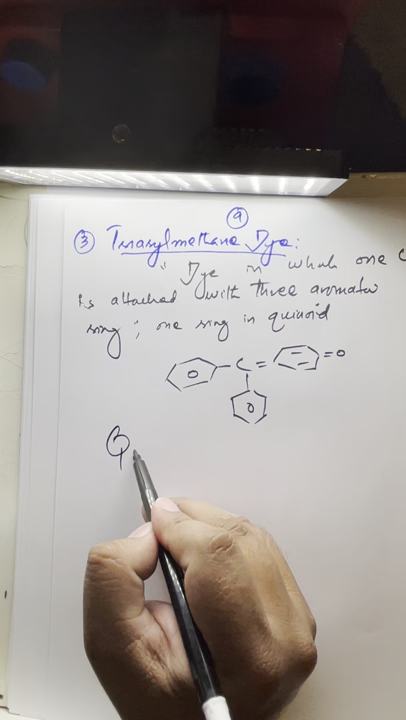 9
③ Triarylmethane Dye:
" Dye in which one C
is attached with three aromatic
ring; one ring in quinoid
C = = O
Q